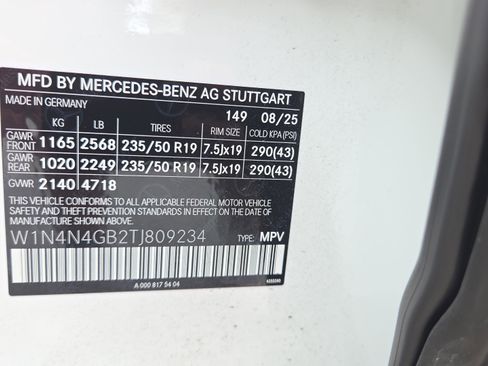 MFD BY MERCEDES-BENZ AG STUTTGART
MADE IN GERMANY 149 08/25
KG LB TIRES RIM SIZE COLD KPA (PSI)
GAWR FRONT 1165 2568 235/50 R19 7.5Jx19 290(43)
GAWR REAR 1020 2249 235/50 R19 7.5Jx19 290(43)
GVWR 2140 4718
THIS VEHICLE CONFORMS TO ALL APPLICABLE FEDERAL MOTOR VEHICLE
SAFETY AND THEFT PREVENTION STANDARDS IN EFFECT ON THE DATE OF
MANUFACTURE SHOWN ABOVE.
W1N4N4GB2TJ809234 TYPE: MPV
A 000 817 54 04